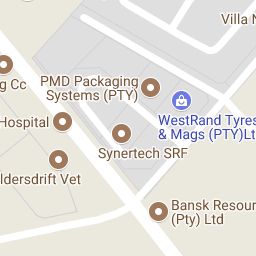 Villa N
g Cc
PMD Packaging
Systems (PTY)
WestRand Tyres
& Mags (PTY)Lt
Hospital
Synertech SRF
ldersdrift Vet
Bansk Resour
(Pty) Ltd